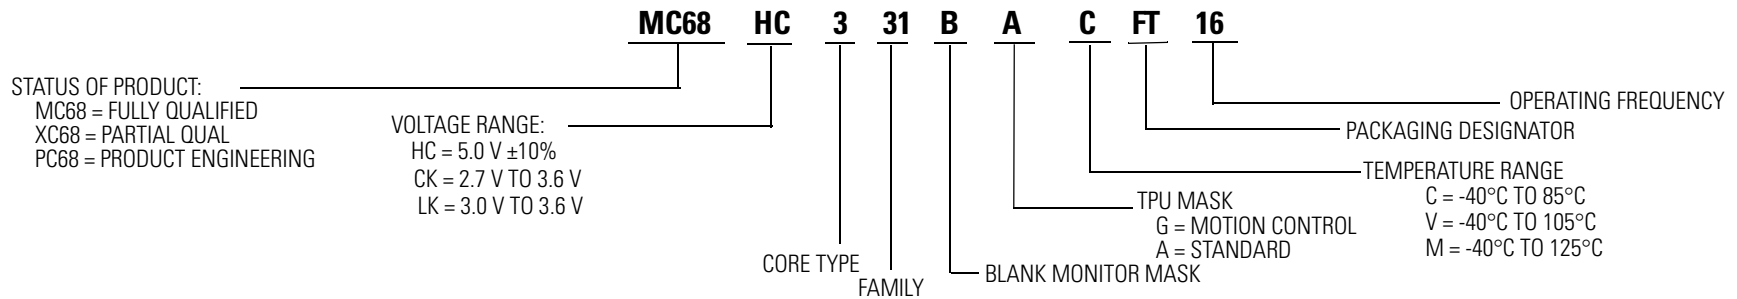 MC68 HC 3 31 B A C FT 16
STATUS OF PRODUCT:
MC68 = FULLY QUALIFIED
XC68 = PARTIAL QUAL
PC68 = PRODUCT ENGINEERING
VOLTAGE RANGE:
HC = 5.0 V ±10%
CK = 2.7 V TO 3.6 V
LK = 3.0 V TO 3.6 V
CORE TYPE
FAMILY
BLANK MONITOR MASK
TPU MASK
G = MOTION CONTROL
A = STANDARD
TEMPERATURE RANGE
C = -40°C TO 85°C
V = -40°C TO 105°C
M = -40°C TO 125°C
PACKAGING DESIGNATOR
OPERATING FREQUENCY